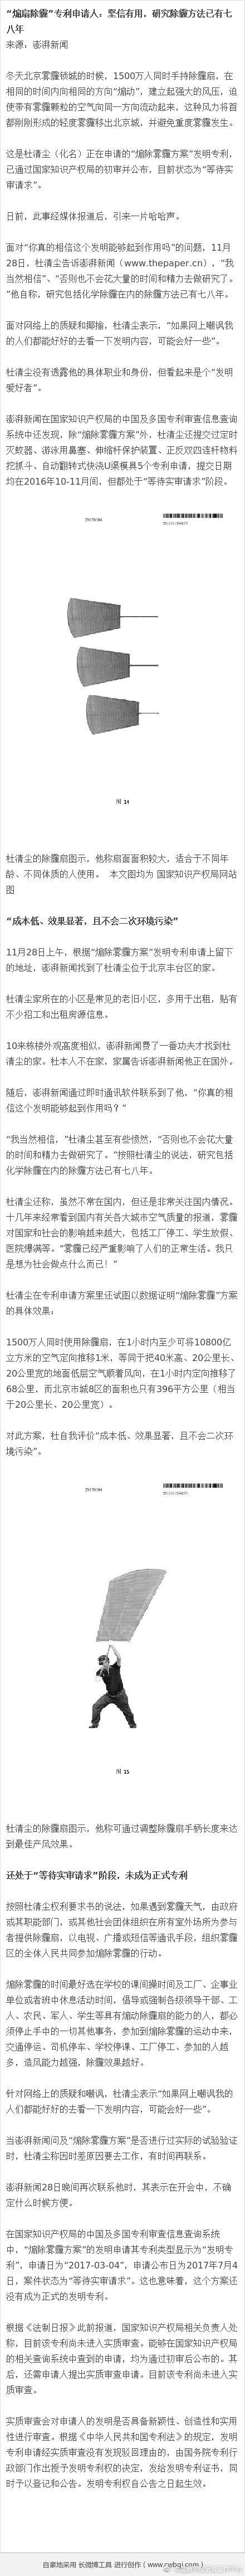 “煽扇除霾”专利申请人：坚信有用，研究除霾方法已有七
八年
来源：澎湃新闻
冬天北京雾霾锁城的时候，1500万人同时手持除霾扇，在
相同的时间内向相同的方向“煽动”，建立起强大的风压，迫
使带有雾霾颗粒的空气向同一方向流动起来，这种风力将首
都刚刚形成的轻度雾霾移出北京城，并避免重度雾霾发生。
这是杜清尘（化名）正在申请的“煽除雾霾方案”发明专利，
已通过国家知识产权局的初审并公布，目前状态为“等待实
审请求”。
日前，此事经媒体报道后，引来一片哈哈声。
面对“你真的相信这个发明能够起到作用吗”的问题，11月
28日，杜清尘告诉澎湃新闻（www.thepaper.cn），“我
当然相信”、“否则也不会花大量的时间和精力去做研究了。
”他自称，研究包括化学除霾在内的除霾方法已有七八年。
面对网络上的质疑和揶揄，杜清尘表示，“如果网上嘲讽我
的人们都能好好的去看一下发明内容，可能会好一些”。
杜清尘没有透露他的具体职业和身份，但看起来是个“发明
爱好者”。
澎湃新闻在国家知识产权局的中国及多国专利审查信息查询
系统中还发现，除“煽除雾霾方案”外，杜清尘还提交过定时
灭蚊器、游泳用鼻塞、伸缩杆保护装置、正反双四连杆物料
挖抓斗、自动翻转式快浇U渠模具5个专利申请，提交日期
均在2016年10-11月间，但都处于“等待实审请求”阶段。
图 14
杜清尘的除霾扇图示，他称扇面面积较大，适合于不同年
龄、不同体质的人使用。 本文图均为 国家知识产权局网站
图
“成本低、效果显著，且不会二次环境污染”
11月28日上午，根据“煽除雾霾方案”发明专利申请上留下
的地址，澎湃新闻找到了杜清尘位于北京丰台区的家。
杜清尘家所在的小区是常见的老旧小区，多用于出租，贴有
不少招工和出租房源信息。
10来栋楼外观高度相似，澎湃新闻费了一番功夫才找到杜
清尘的家。杜本人不在家，家属告诉澎湃新闻他正在国外。
随后，澎湃新闻通过即时通讯软件联系到了他，“你真的相
信这个发明能够起到作用吗？”
“我当然相信，”杜清尘甚至有些愤然，“否则也不会花大量
的时间和精力去做研究了。”按照杜清尘的说法，研究包括
化学除霾在内的除霾方法已有七八年。
杜清尘还称，虽然不常在国内，但还是非常关注国内情况。
十几年来经常看到国内有关各大城市空气质量的报道，雾霾
对国家和社会的影响越来越大，包括工厂停工、学生放假、
医院爆满等。“雾霾已经严重影响了人们的正常生活。我只
是想为社会做点什么而已！”
杜清尘在专利申请方案里还试图以数据证明“煽除雾霾”方案
的具体效果：
1500万人同时使用除霾扇，在1小时内至少可将10800亿
立方米的空气定向推移1米，等同于把40米高、20公里长、
20公里宽的地面低层空气顺着风向，在1小时内定向推移了
68公里，而北京市城8区的面积也只有396平方公里（相当
于20公里长、20公里宽）。
对此方案，杜自我评价“成本低、效果显著，且不会二次环
境污染”。
图 15
杜清尘的除霾扇图示，他称可通过调整除霾扇手柄长度来达
到最佳产风效果。
还处于“等待实审请求”阶段，未成为正式专利
按照杜清尘权利要求书的说法，如果遇到雾霾天气，由政府
或其职能部门，或其他社会团体组织在所有室外场所为参与
者提供除霾扇，以电视、广播或短信等通讯手段，组织雾霾
区的全体人民共同参加煽除雾霾的行动。
煽除雾霾的时间最好选在学校的课间操时间及工厂、企事业
单位或者班中休息活动时间，倡导或强制各级领导干部、工
人、农民、军人、学生等具有煽动除霾扇的能力的人，都必
须停止手中的一切其他事务，参加到煽除雾霾的运动中来，
交通停运、司机停车、学校停课、工厂停工、参加的人越
多，造风能力越强，除霾效果越好。
针对网络上的质疑和嘲讽，杜清尘表示“如果网上嘲讽我的
人们都能好好的去看一下发明内容，可能会好一些”。
当澎湃新闻问及“煽除雾霾方案”是否进行过实际的试验验证
时，杜清尘称因时差原因要去工作，有时间再联系。
澎湃新闻28日晚间再次联系他时，其表示在开会中，不确
定什么时候方便。
在国家知识产权局的中国及多国专利审查信息查询系统
中，“煽除雾霾方案”的发明申请其专利类型显示为“发明专
利”，申请日为“2017-03-04”，申请公布日为2017年7月4
日，案件状态为“等待实审请求”。这也意味着，这个方案还
没有成为正式的发明专利。
根据《法制日报》此前报道，国家知识产权局相关负责人处
称，目前该专利尚未进入实质审查。能够在国家知识产权局
的相关查询系统中查到的申请，均为通过初审后公布的。其
后，还需申请人提出实质审查申请。目前该专利尚未进入实
质审查。
实质审查会对申请人的发明是否具备新颖性、创造性和实用
性进行审查。根据《中华人民共和国专利法》的规定，发明
专利申请经实质审查没有发现驳回理由的，由国务院专利行
政部门作出授予发明专利权的决定，发给发明专利证书，同
时予以登记和公告。发明专利权自公告之日起生效。
自豪地采用 长微博工具 进行创作（www.cwbgj.com）